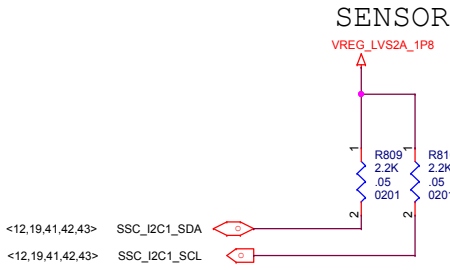 SENSOR
VREG_LVS2A_1P8
1
1
R809
2.2K
.05
0201
2
2
<12,19,41,42,43> SSC_I2C1_SDA
<12,19,41,42,43> SSC_I2C1_SCL